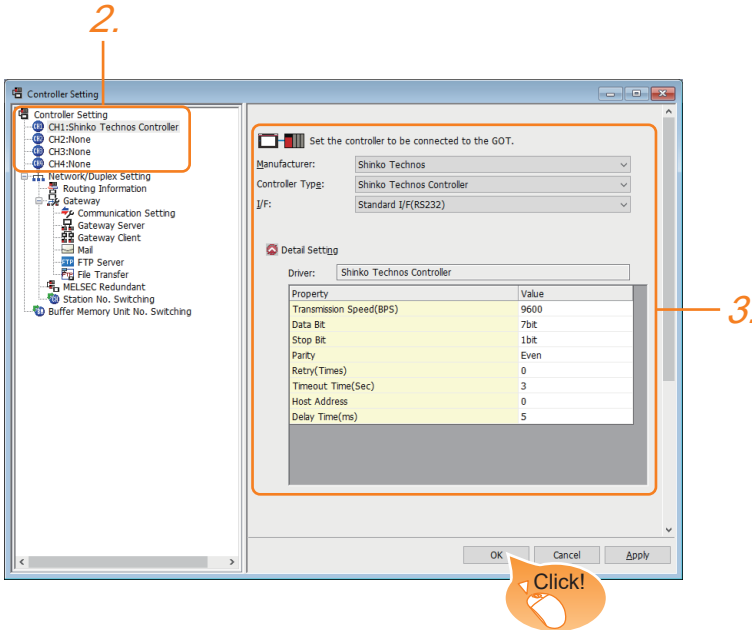 2.
Controller Setting
Controller Setting
CH1:Shinko Technos Controller
CH2:None
CH3:None
CH4:None
Network/Duplex Setting
Routing Information
Gateway
Communication Setting
Gateway Server
Gateway Client
Mail
FTP FTP Server
File Transfer
MELSEC Redundant
Station No. Switching
Buffer Memory Unit No. Switching
Set the controller to be connected to the GOT.
Manufacturer: Shinko Technos
Controller Type: Shinko Technos Controller
I/F: Standard I/F(RS232)
Detail Setting
Driver: Shinko Technos Controller
Property Value
Transmission Speed(BPS) 9600
Data Bit 7bit
Stop Bit 1bit
Parity Even
Retry(Times) 0
Timeout Time(Sec) 3
Host Address 0
Delay Time(ms) 5
3.
OK Cancel Apply
Click!